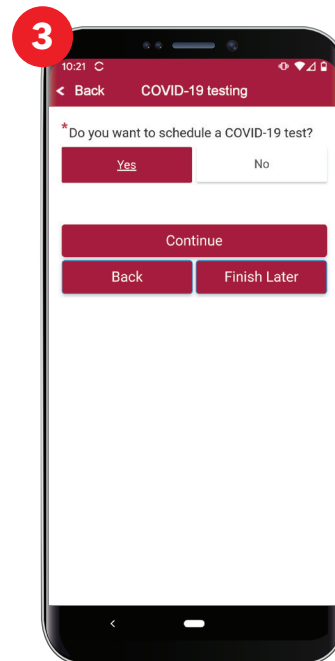 3
10:21
< Back COVID-19 testing
*Do you want to schedule a COVID-19 test?
Yes No
Continue
Back Finish Later